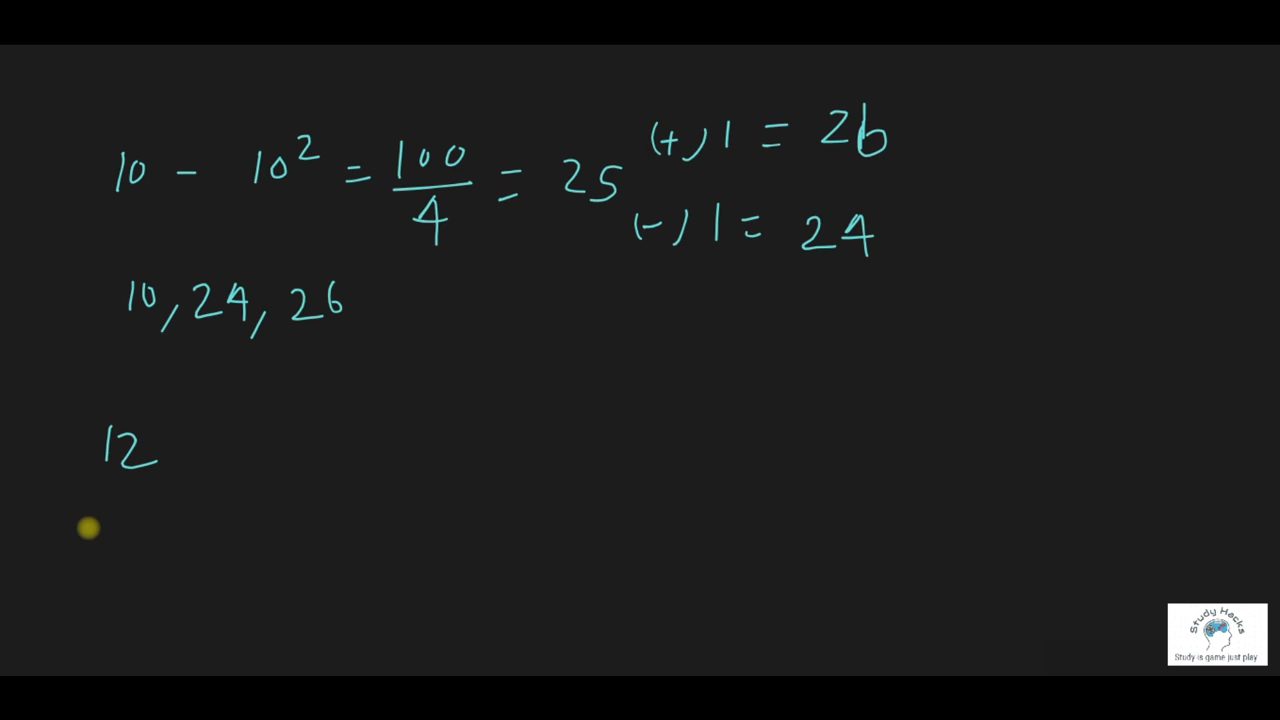 10 - 10² = 100/4 = 25 (+) 1 = 26
(-) 1 = 24
10, 24, 26
12
Study Hacks
Study is game just play